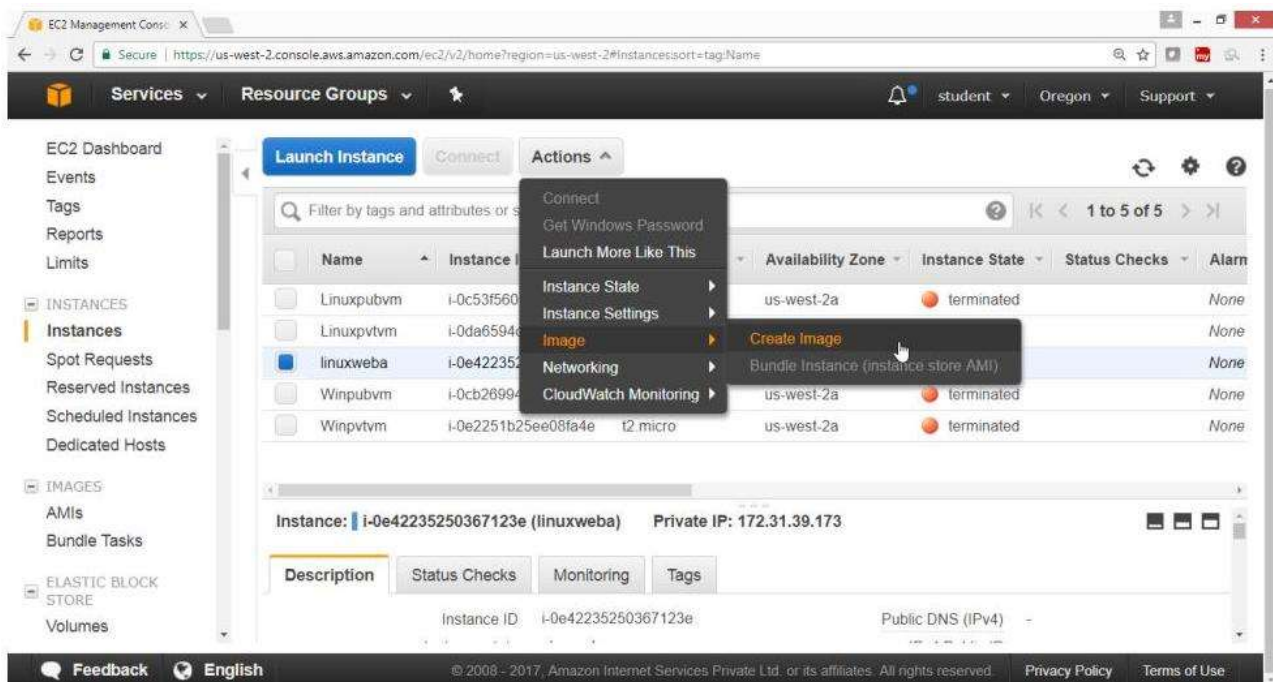 EC2 Management Conso
Secure | https://us-west-2.console.aws.amazon.com/ec2/v2/home?region=us-west-2#Instances:sort=tag:Name
my
Services Resource Groups student Oregon Support
EC2 Dashboard
Events
Tags
Reports
Limits
INSTANCES
Instances
Spot Requests
Reserved Instances
Scheduled Instances
Dedicated Hosts
IMAGES
AMIs
Bundle Tasks
ELASTIC BLOCK
STORE
Volumes
Launch Instance Connect Actions
Filter by tags and attributes or s 1 to 5 of 5
Connect
Get Windows Password
Launch More Like This
Instance State
Instance Settings
Image
Networking
CloudWatch Monitoring
Create Image
Bundle Instance (instance store AMI)
Name Instance I Availability Zone Instance State Status Checks Alarm
Linuxpubvm i-0c53f560 us-west-2a terminated None
Linuxpvtvm i-0da6594 None
linuxweba i-0e42235 None
Winpubvm i-0cb26994 us-west-2a terminated None
Winpvtvm i-0e2251b25ee08fa4e t2.micro us-west-2a terminated None
Instance: i-0e42235250367123e (linuxweba) Private IP: 172.31.39.173
Description Status Checks Monitoring Tags
Instance ID i-0e42235250367123e Public DNS (IPv4) -
Feedback English © 2008 - 2017, Amazon Internet Services Private Ltd. or its affiliates. All rights reserved. Privacy Policy Terms of Use